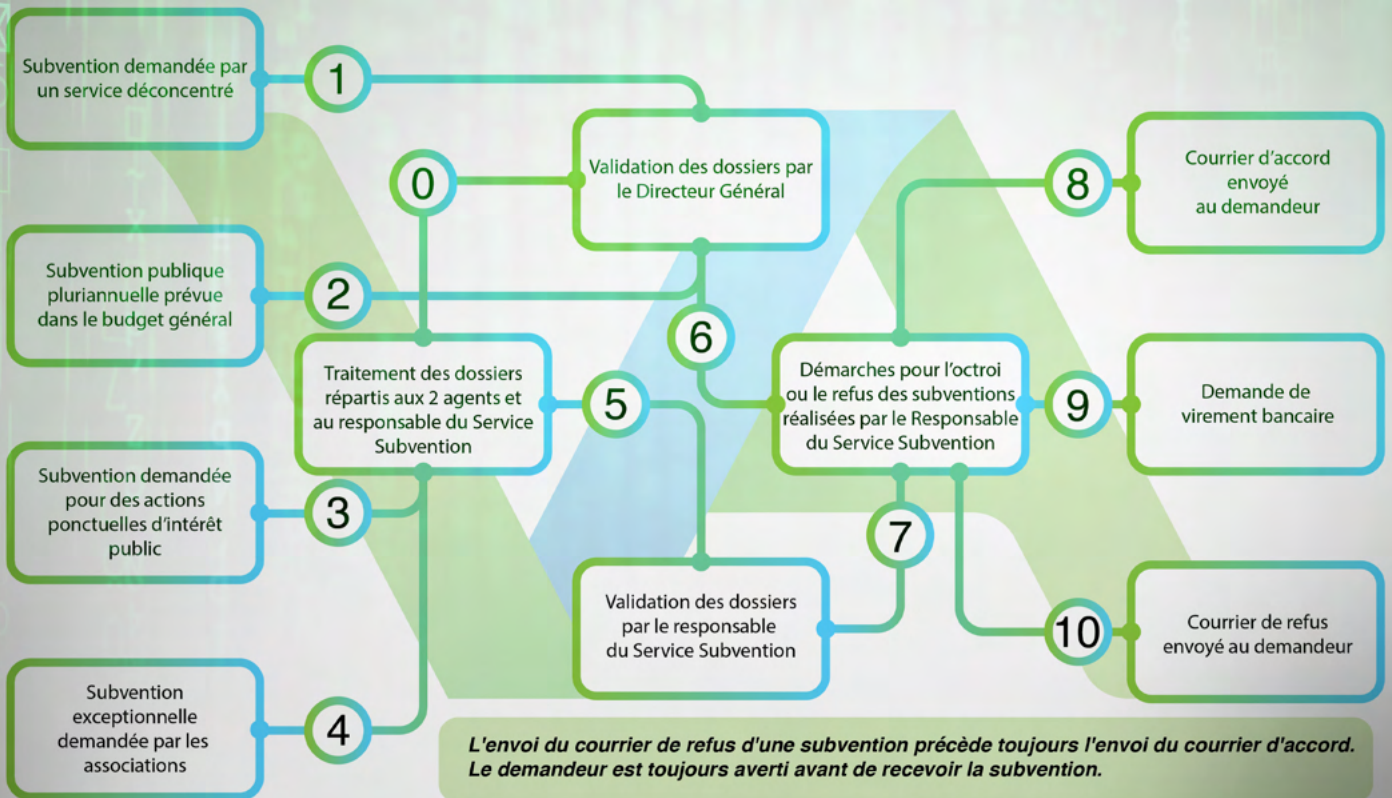 Subvention demandée par
un service déconcentré
1
Validation des dossiers par
le Directeur Général
0
8
Courrier d'accord
envoyé
au demandeur
Subvention publique
pluriannuelle prévue
dans le budget général
2
6
Traitement des dossiers
répartis aux 2 agents et
au responsable du Service
Subvention
5
Démarches pour l'octroi
ou le refus des subventions
réalisées par le Responsable
du Service Subvention
9
Demande de
virement bancaire
Subvention demandée
pour des actions
ponctuelles d'intérêt
public
3
7
Validation des dossiers
par le responsable
du Service Subvention
10
Courrier de refus
envoyé au demandeur
Subvention
exceptionnelle
demandée par les
associations
4
L'envoi du courrier de refus d'une subvention précède toujours l'envoi du courrier d'accord.
Le demandeur est toujours averti avant de recevoir la subvention.